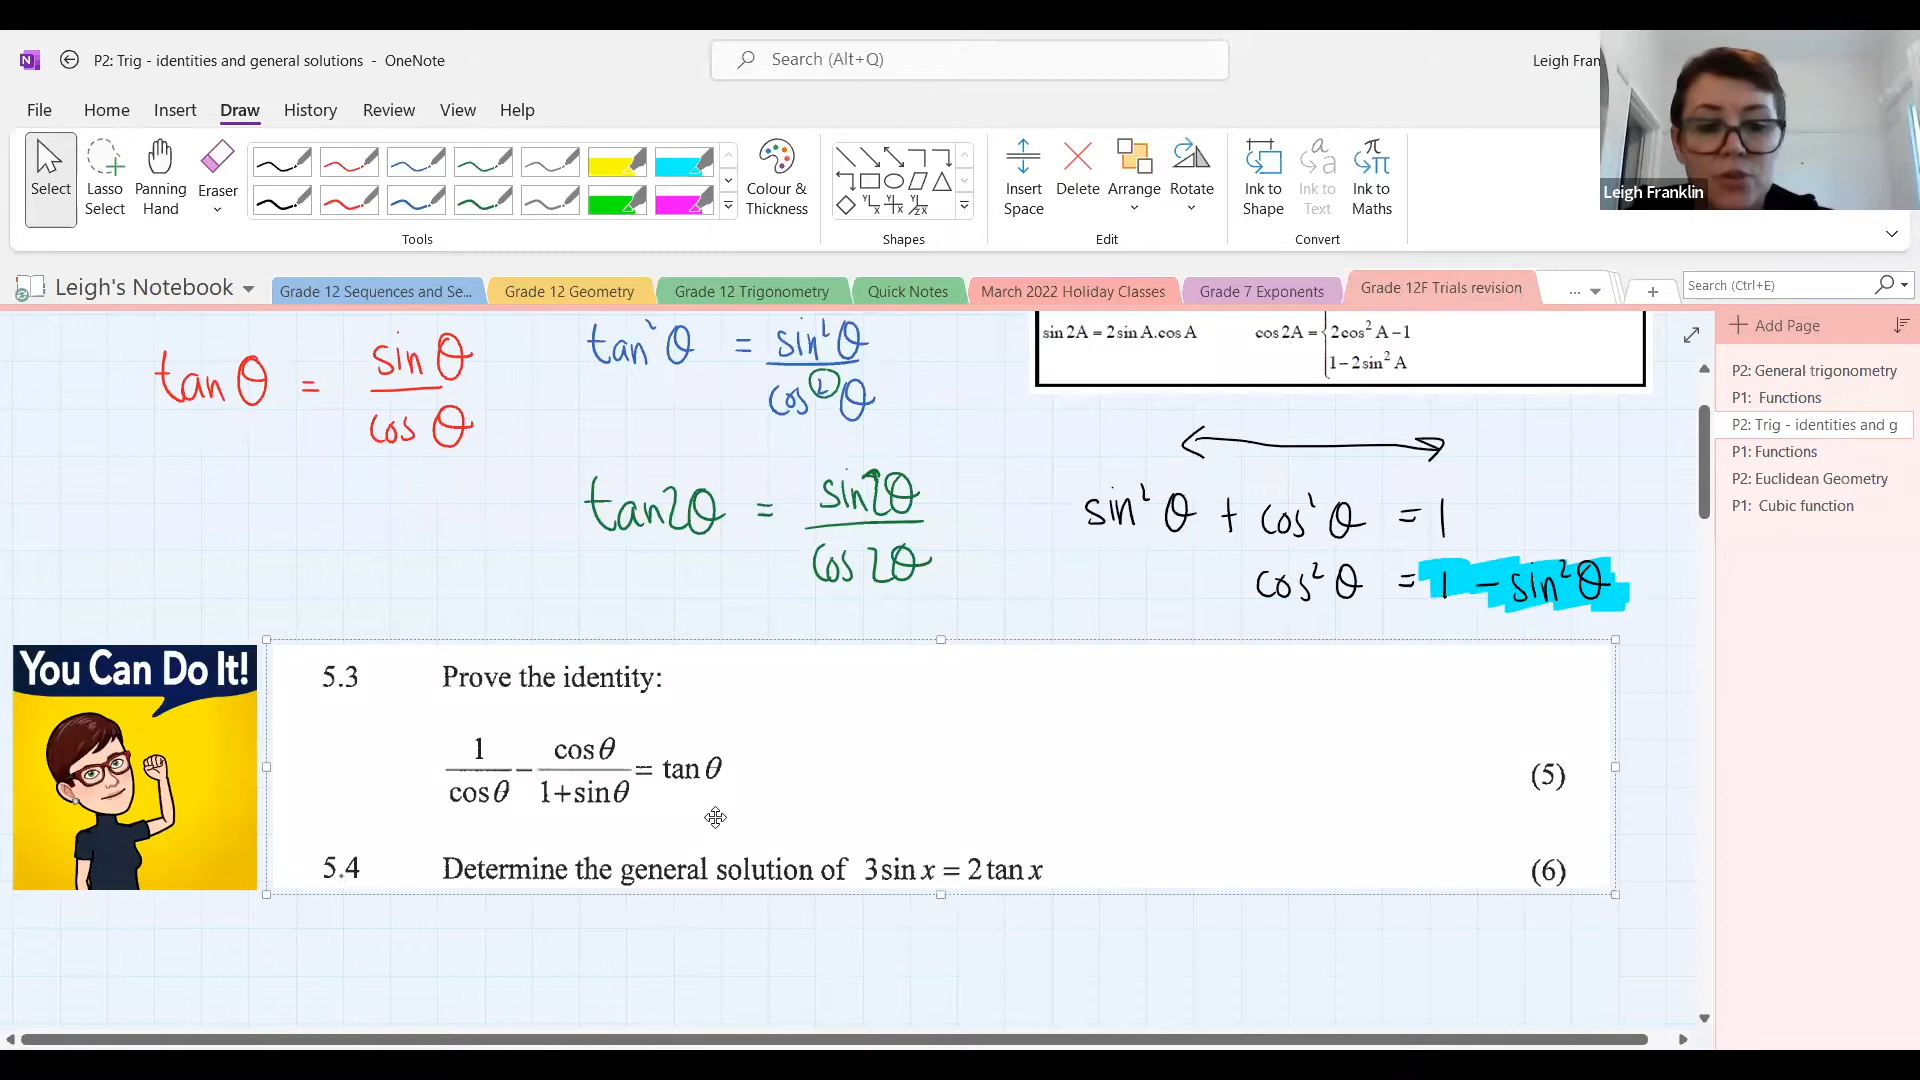 P2: Trig - identities and general solutions - OneNote
Search (Alt+Q)
Leigh Fran
File Home Insert Draw History Review View Help
Select
Lasso Select
Panning Hand
Eraser
Colour & Thickness
Insert Space
Delete
Arrange
Rotate
Ink to Shape
Ink to Text
Ink to Maths
Tools
Shapes
Edit
Convert
Leigh Franklin
Leigh's Notebook
Grade 12 Sequences and Se...
Grade 12 Geometry
Grade 12 Trigonometry
Quick Notes
March 2022 Holiday Classes
Grade 7 Exponents
Grade 12F Trials revision
...
Search (Ctrl+E)
Add Page
P2: General trigonometry
P1: Functions
P2: Trig - identities and g
P1: Functions
P2: Euclidean Geometry
P1: Cubic function
tan θ = sin θ / cos θ
tan² θ = sin² θ / cos² θ
sin 2A = 2sin A.cos A
cos 2A = { 2cos² A − 1
1 − 2sin² A
tan 2θ = sin 2θ / cos 2θ
sin² θ + cos² θ = 1
cos² θ = 1 − sin² θ
You Can Do It!
5.3 Prove the identity:
1/cos θ − cos θ/(1+sin θ) = tan θ (5)
5.4 Determine the general solution of 3sin x = 2 tan x (6)